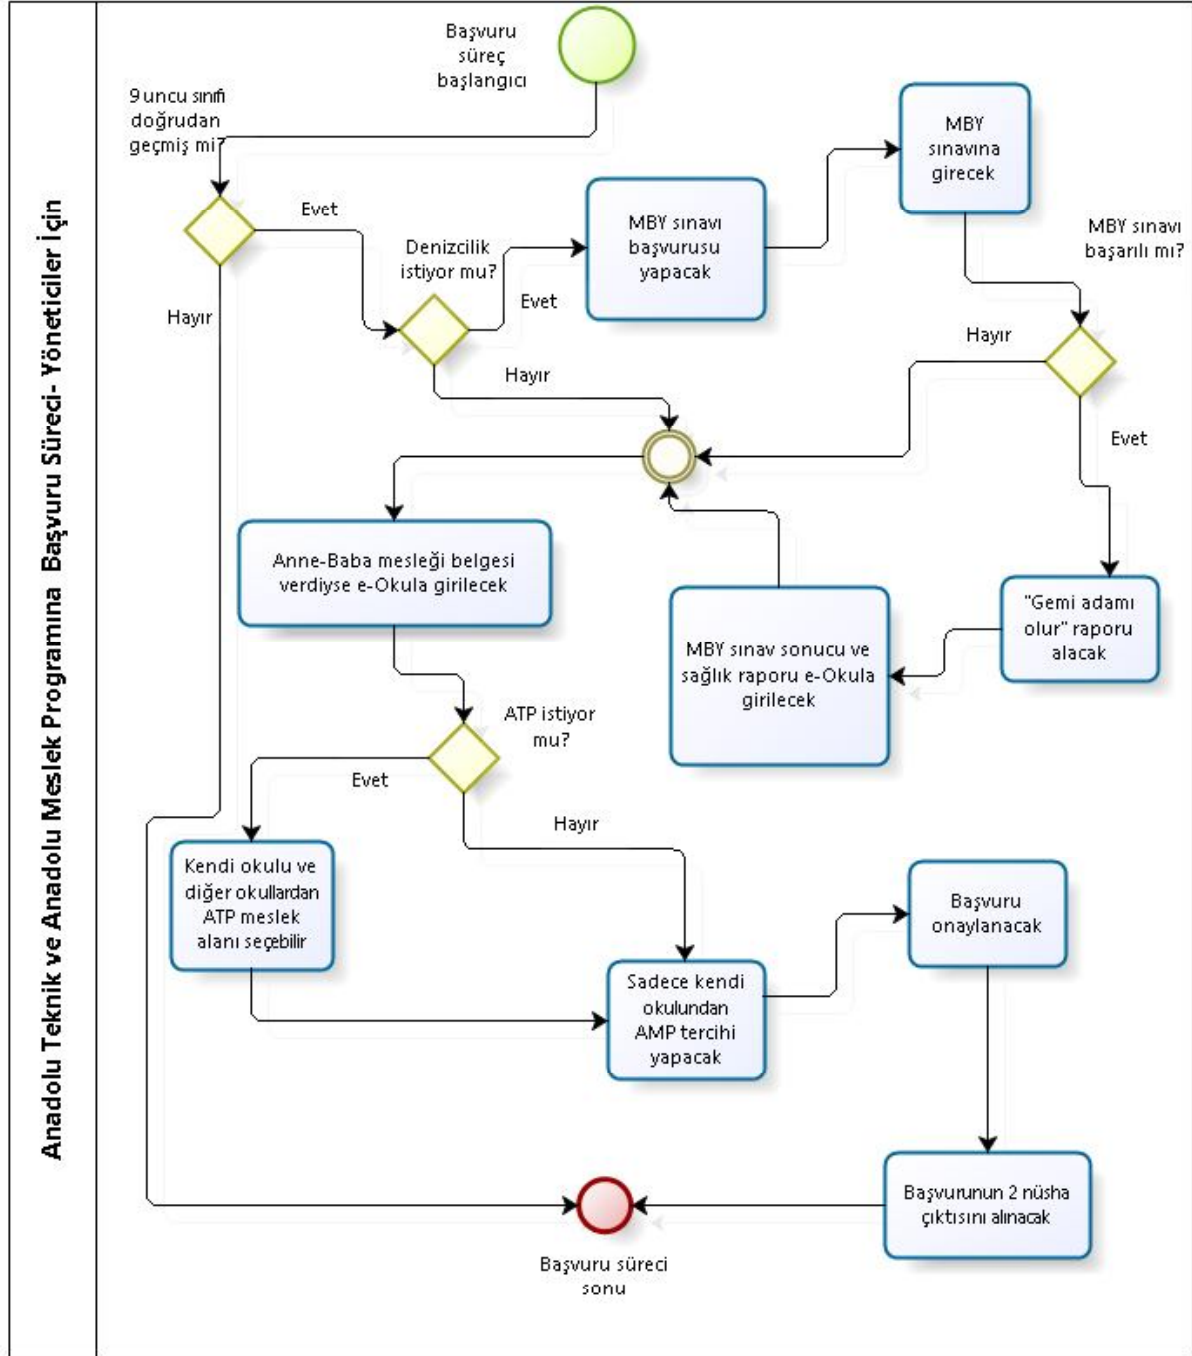 Anadolu Teknik ve Anadolu Meslek Programına Başvuru Süreci- Yöneticiler İçin
Başvuru
süreç
başlangıcı
9 uncu sınıfı
doğrudan
geçmiş mi?
Evet
Hayır
Denizcilik
istiyor mu?
Evet
Hayır
MBY sınavı
başvurusu
yapacak
MBY
sınavına
girecek
MBY sınavı
başarılı mı?
Hayır
Evet
"Gemi adamı
olur" raporu
alacak
MBY sınav sonucu ve
sağlık raporu e-Okula
girilecek
Anne-Baba mesleği belgesi
verdiyse e-Okula girilecek
ATP istiyor
mu?
Evet
Hayır
Kendi okulu ve
diğer okullardan
ATP meslek
alanı seçebilir
Sadece kendi
okulundan
AMP tercihi
yapacak
Başvuru
onaylanacak
Başvurunun 2 nüsha
çıktısını alınacak
Başvuru süreci
sonu